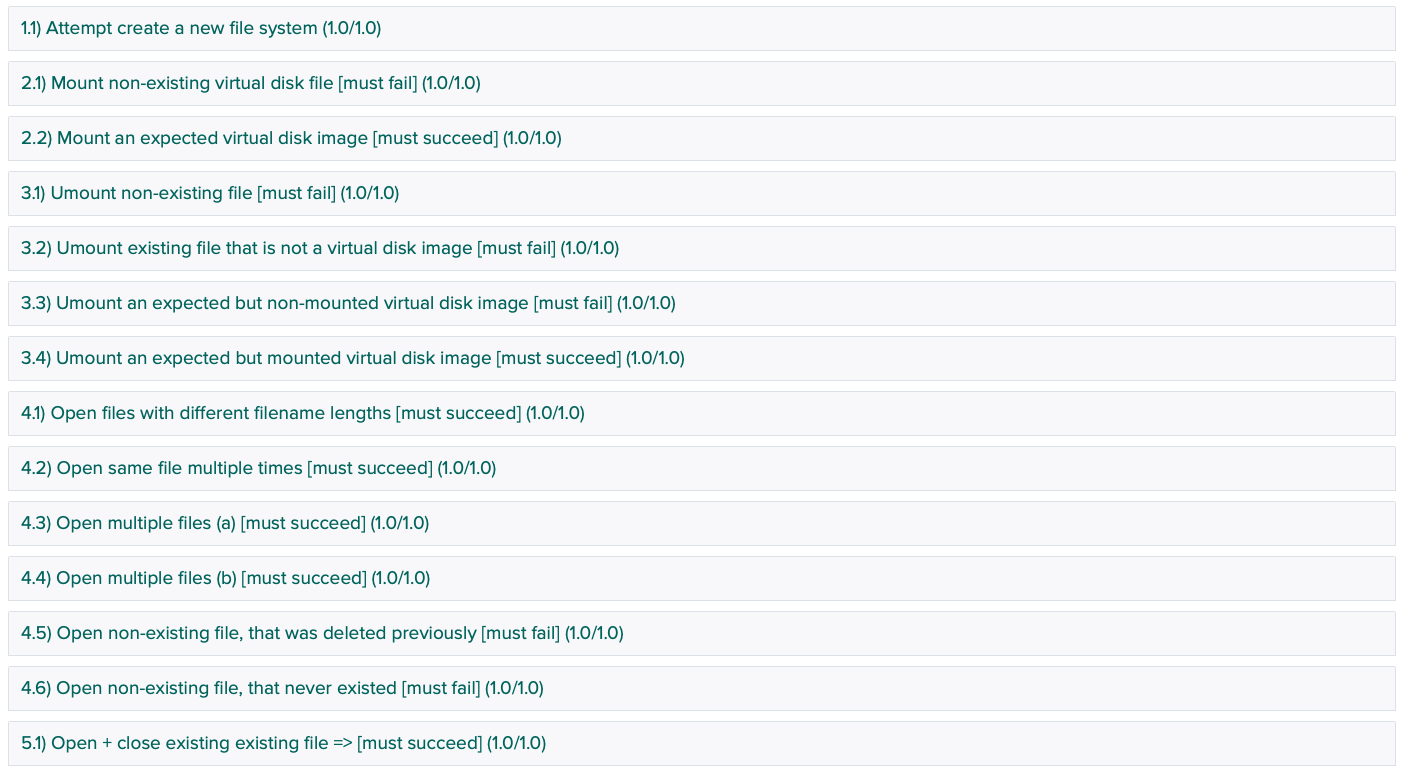 1.1) Attempt create a new file system (1.0/1.0)
2.1) Mount non-existing virtual disk file [must fail] (1.0/1.0)
2.2) Mount an expected virtual disk image [must succeed] (1.0/1.0)
3.1) Umount non-existing file [must fail] (1.0/1.0)
3.2) Umount existing file that is not a virtual disk image [must fail] (1.0/1.0)
3.3) Umount an expected but non-mounted virtual disk image [must fail] (1.0/1.0)
3.4) Umount an expected but mounted virtual disk image [must succeed] (1.0/1.0)
4.1) Open files with different filename lengths [must succeed] (1.0/1.0)
4.2) Open same file multiple times [must succeed] (1.0/1.0)
4.3) Open multiple files (a) [must succeed] (1.0/1.0)
4.4) Open multiple files (b) [must succeed] (1.0/1.0)
4.5) Open non-existing file, that was deleted previously [must fail] (1.0/1.0)
4.6) Open non-existing file, that never existed [must fail] (1.0/1.0)
5.1) Open + close existing existing file => [must succeed] (1.0/1.0)